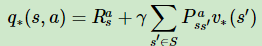 q_*(s, a) = R_s^a + γ ∑_{s'∈S} P_{ss'}^a v_*(s')